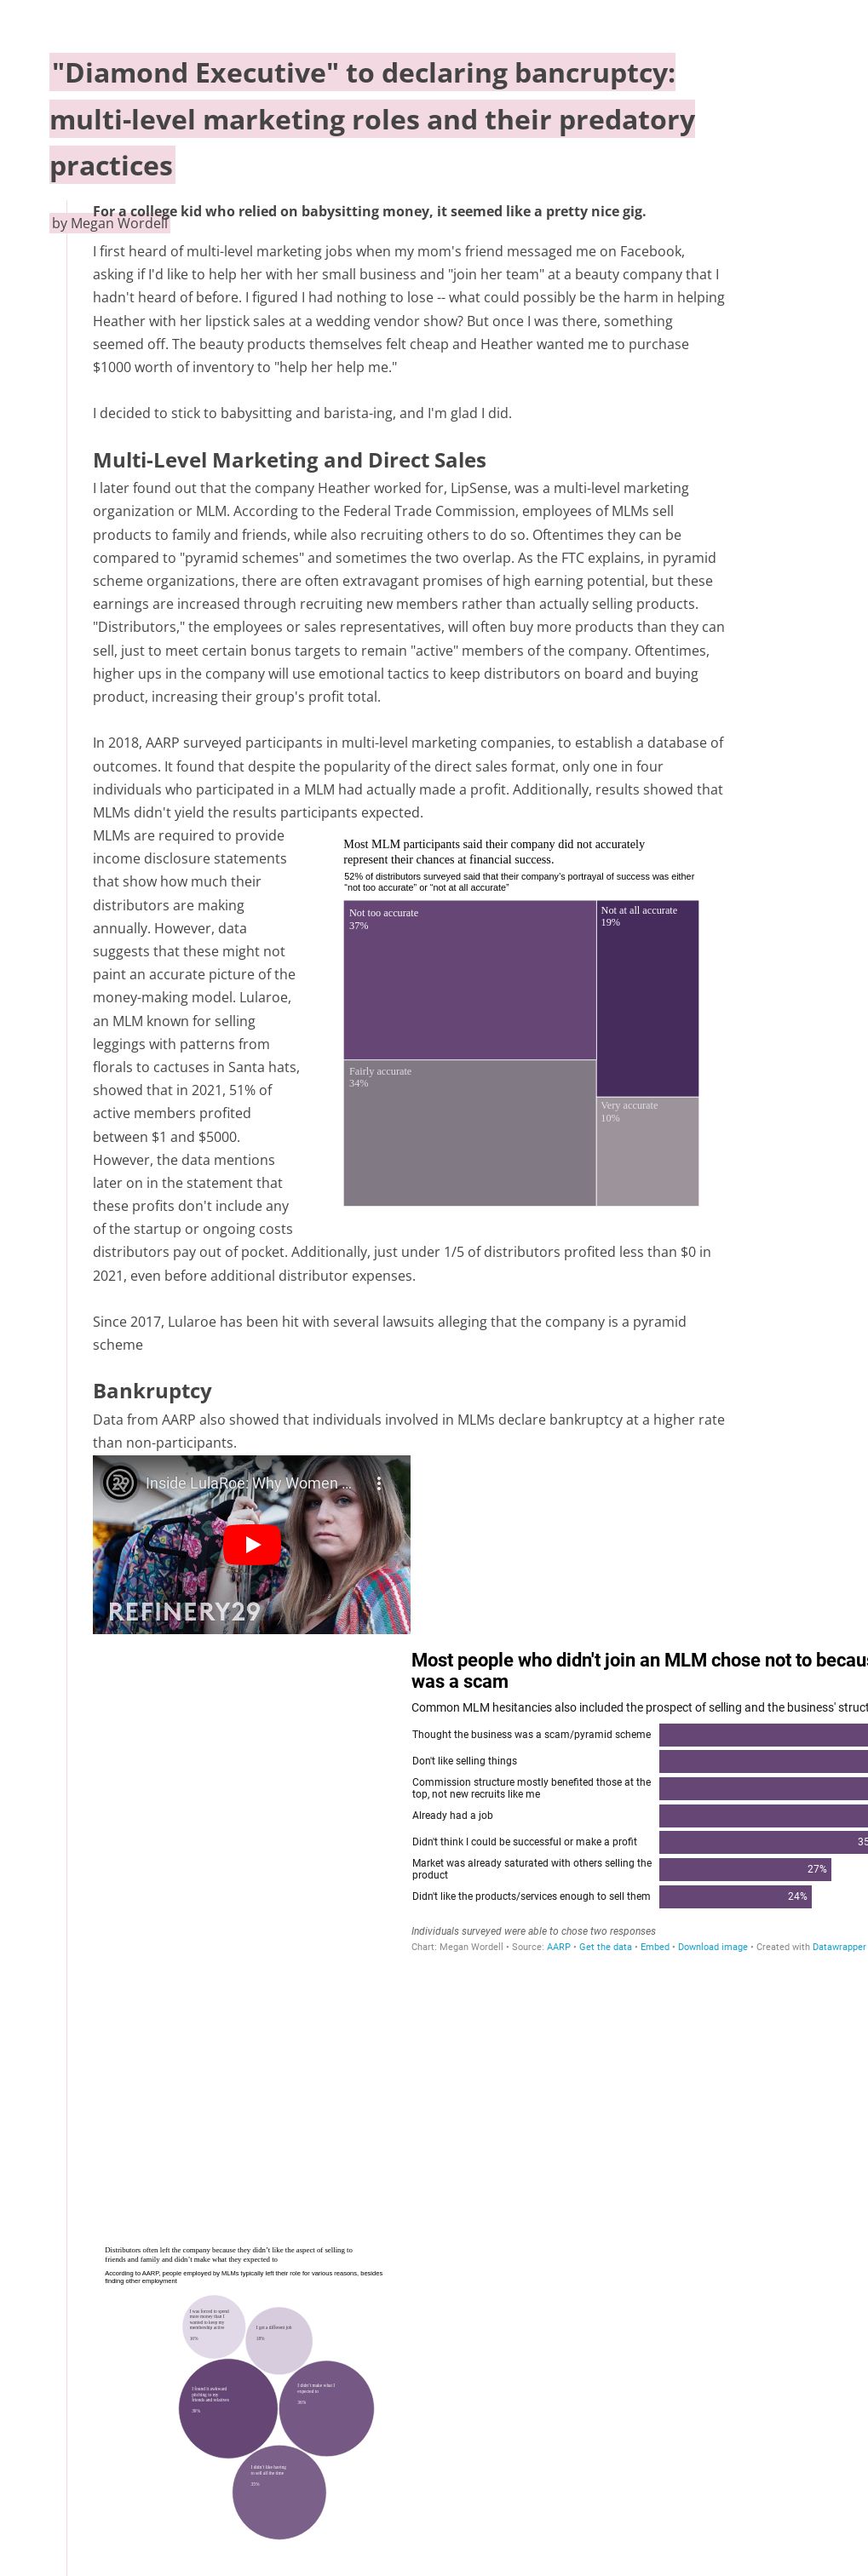 "Diamond Executive" to declaring bancruptcy:
multi-level marketing roles and their predatory
practices
For a college kid who relied on babysitting money, it seemed like a pretty nice gig.
by Megan Wordell
I first heard of multi-level marketing jobs when my mom's friend messaged me on Facebook,
asking if I'd like to help her with her small business and "join her team" at a beauty company that I
hadn't heard of before. I figured I had nothing to lose -- what could possibly be the harm in helping
Heather with her lipstick sales at a wedding vendor show? But once I was there, something
seemed off. The beauty products themselves felt cheap and Heather wanted me to purchase
$1000 worth of inventory to "help her help me."
I decided to stick to babysitting and barista-ing, and I'm glad I did.
Multi-Level Marketing and Direct Sales
I later found out that the company Heather worked for, LipSense, was a multi-level marketing
organization or MLM. According to the Federal Trade Commission, employees of MLMs sell
products to family and friends, while also recruiting others to do so. Oftentimes they can be
compared to "pyramid schemes" and sometimes the two overlap. As the FTC explains, in pyramid
scheme organizations, there are often extravagant promises of high earning potential, but these
earnings are increased through recruiting new members rather than actually selling products.
"Distributors," the employees or sales representatives, will often buy more products than they can
sell, just to meet certain bonus targets to remain "active" members of the company. Oftentimes,
higher ups in the company will use emotional tactics to keep distributors on board and buying
product, increasing their group's profit total.
In 2018, AARP surveyed participants in multi-level marketing companies, to establish a database of
outcomes. It found that despite the popularity of the direct sales format, only one in four
individuals who participated in a MLM had actually made a profit. Additionally, results showed that
MLMs didn't yield the results participants expected.
MLMs are required to provide
income disclosure statements
that show how much their
distributors are making
annually. However, data
suggests that these might not
paint an accurate picture of the
money-making model. Lularoe,
an MLM known for selling
leggings with patterns from
florals to cactuses in Santa hats,
showed that in 2021, 51% of
active members profited
between $1 and $5000.
However, the data mentions
later on in the statement that
these profits don't include any
of the startup or ongoing costs
distributors pay out of pocket. Additionally, just under 1/5 of distributors profited less than $0 in
2021, even before additional distributor expenses.
Most MLM participants said their company did not accurately
represent their chances at financial success.
52% of distributors surveyed said that their company's portrayal of success was either
“not too accurate” or “not at all accurate”
Not too accurate
37%
Not at all accurate
19%
Fairly accurate
34%
Very accurate
10%
Since 2017, Lularoe has been hit with several lawsuits alleging that the company is a pyramid
scheme
Bankruptcy
Data from AARP also showed that individuals involved in MLMs declare bankruptcy at a higher rate
than non-participants.
29
Inside LulaRoe: Why Women ...
REFINERY29
Most people who didn't join an MLM chose not to becau
was a scam
Common MLM hesitancies also included the prospect of selling and the business' struct
Thought the business was a scam/pyramid scheme
Don't like selling things
Commission structure mostly benefited those at the
top, not new recruits like me
Already had a job
Didn't think I could be successful or make a profit
35
Market was already saturated with others selling the
product
27%
Didn't like the products/services enough to sell them
24%
Individuals surveyed were able to chose two responses
Chart: Megan Wordell • Source: AARP • Get the data • Embed • Download image • Created with Datawrapper
Distributors often left the company because they didn’t like the aspect of selling to
friends and family and didn’t make what they expected to
According to AARP, people employed by MLMs typically left their role for various reasons, besides
finding other employment
I was forced to spend
more money than I
wanted to keep my
membership active
I got a different job
I found it awkward
pitching to my
friends and relatives
I didn't make what I
expected to
I didn't like having
to sell all the time